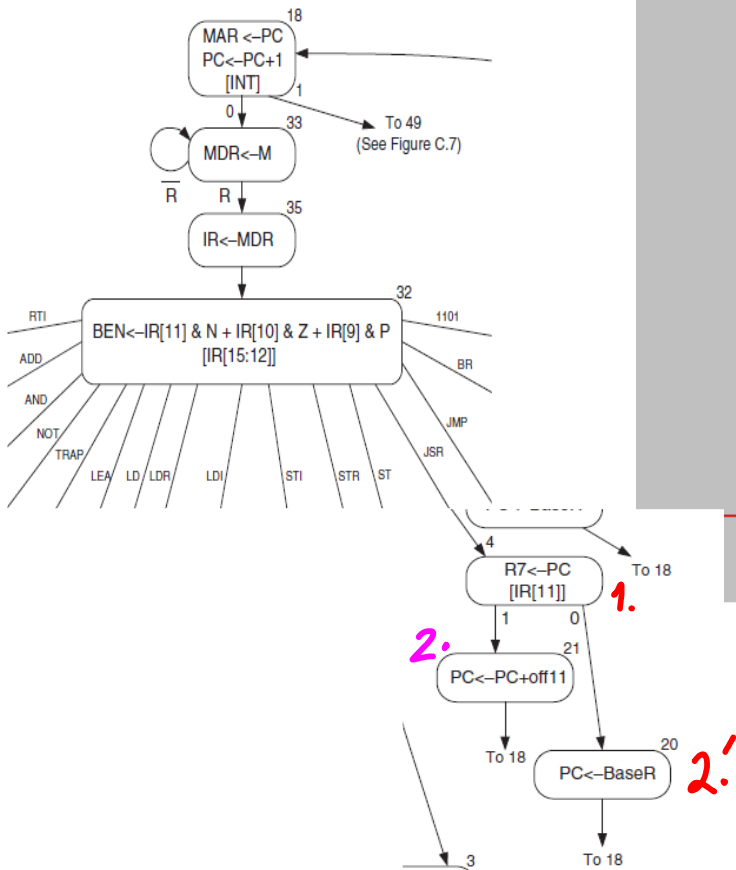 18
MAR <–PC
PC<–PC+1
[INT]
0
1
To 49
(See Figure C.7)
33
MDR<–M
R̅
R
35
IR<–MDR
32
BEN<–IR[11] & N + IR[10] & Z + IR[9] & P
[IR[15:12]]
RTI
1101
ADD
BR
AND
NOT
JMP
TRAP
JSR
LEA
LD
LDR
LDI
STI
STR
ST
To 18
4
R7<–PC
[IR[11]]
1.
1
0
2.
21
PC<–PC+off11
To 18
20
PC<–BaseR
2.'
To 18
3